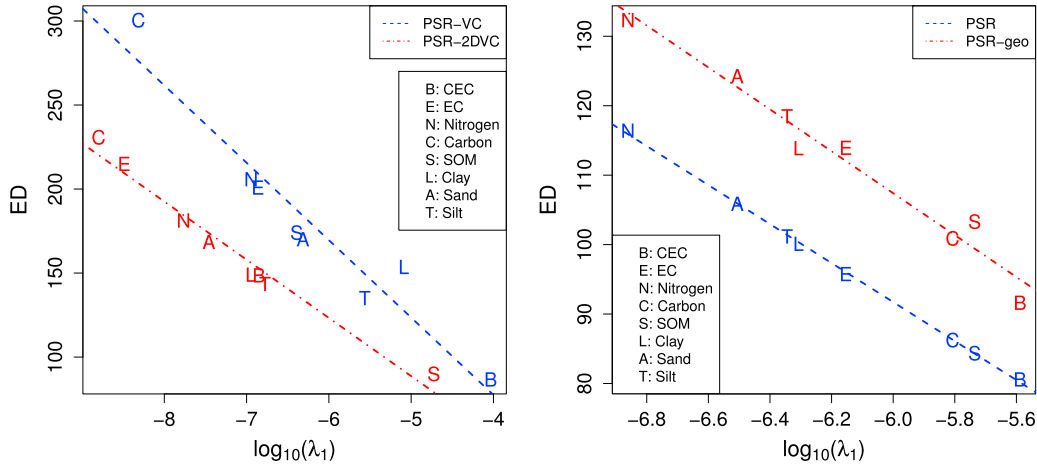 300
250
200
150
100
ED
−8
−7
−6
−5
−4
log10(λ1)
PSR−VC
PSR−2DVC
B: CEC
E: EC
N: Nitrogen
C: Carbon
S: SOM
L: Clay
A: Sand
T: Silt
C
N
E
S
A
L
T
B
C
E
N
A
L
B
T
S
130
120
110
100
90
80
ED
−6.8
−6.6
−6.4
−6.2
−6.0
−5.8
−5.6
log10(λ1)
PSR
PSR−geo
B: CEC
E: EC
N: Nitrogen
C: Carbon
S: SOM
L: Clay
A: Sand
T: Silt
N
A
T
L
E
C
S
B
N
A
T
L
E
C
S
B